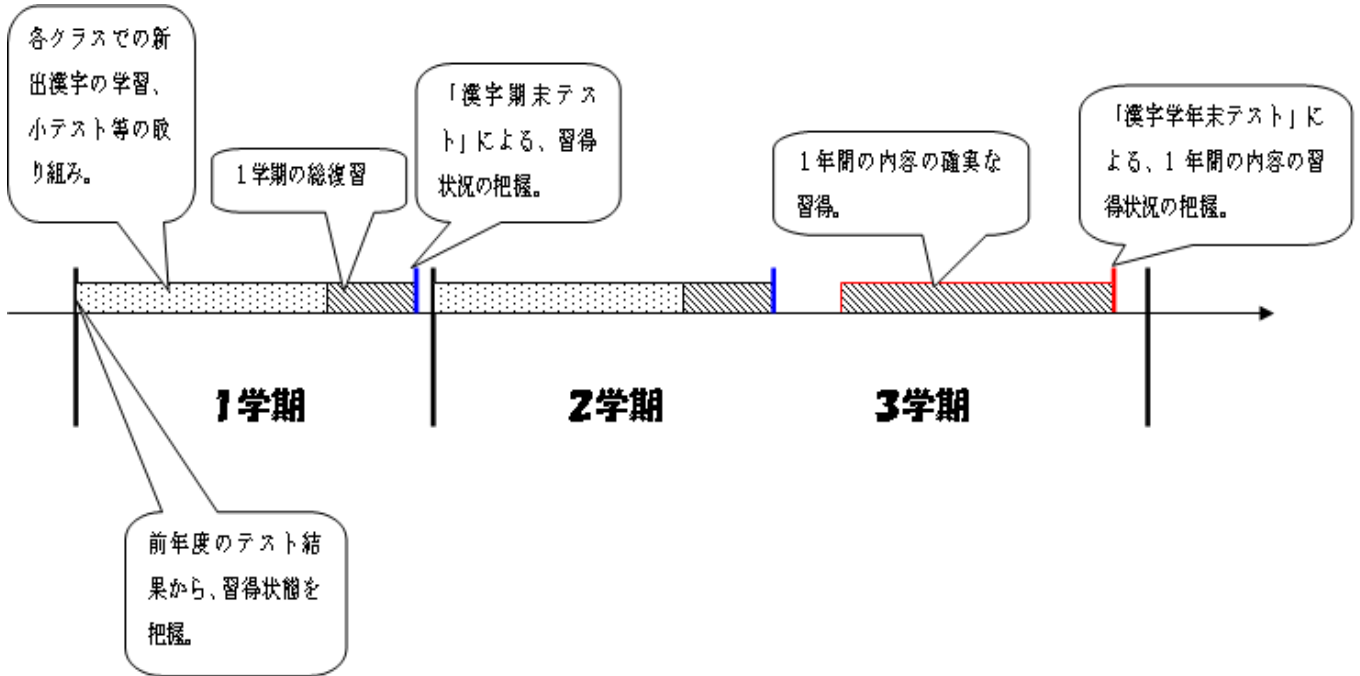 各クラスでの新
出漢字の学習、
小テスト等の取
り組み。
1学期の総復習
「漢字期末テス
ト」による、習得
状況の把握。
1年間の内容の確実な
習得。
「漢字学年末テスト」に
よる、1年間の内容の習
得状況の把握。
1学期
2学期
3学期
前年度のテスト結
果から、習得状態を
把握。